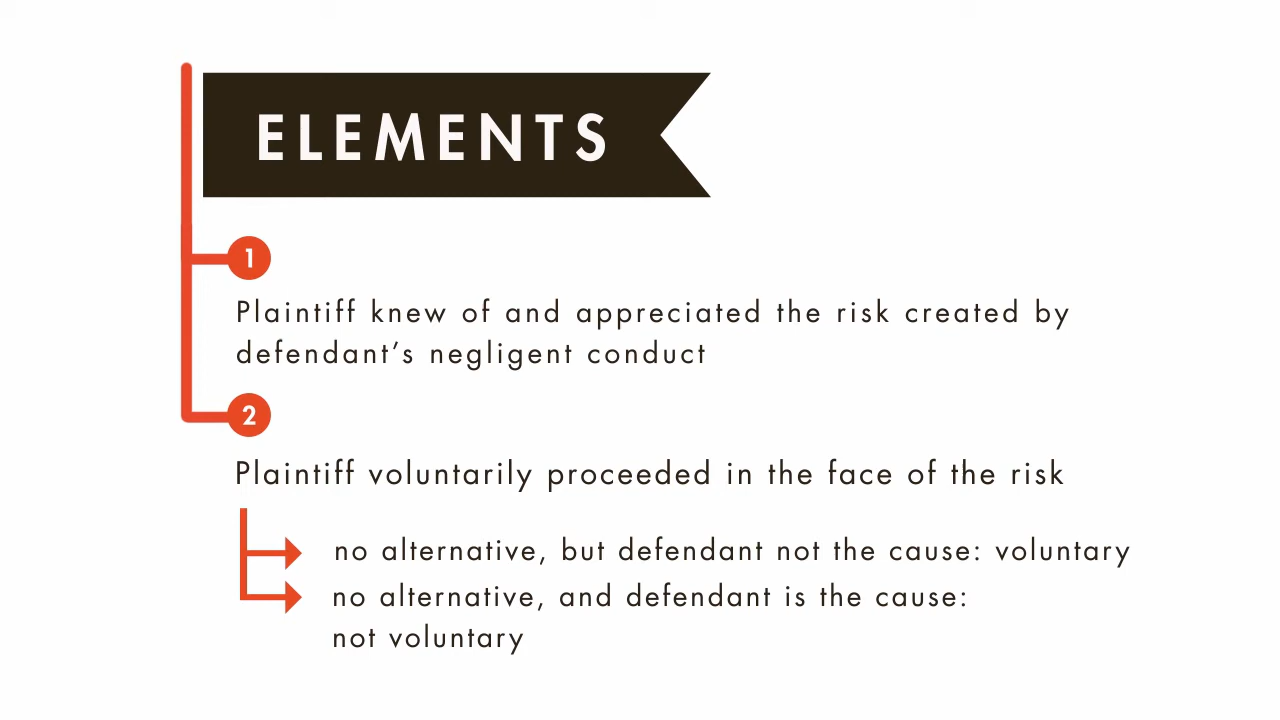 ELEMENTS
1
Plaintiff knew of and appreciated the risk created by
defendant’s negligent conduct
2
Plaintiff voluntarily proceeded in the face of the risk
no alternative, but defendant not the cause: voluntary
no alternative, and defendant is the cause:
not voluntary